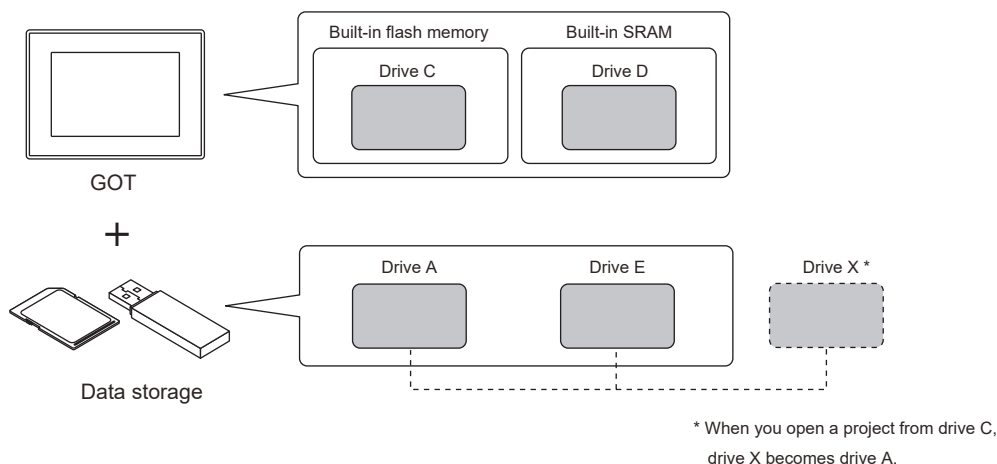 Built-in flash memory
Built-in SRAM
Drive C
Drive D
GOT
+
Drive A
Drive E
Drive X *
Data storage
* When you open a project from drive C,
drive X becomes drive A.